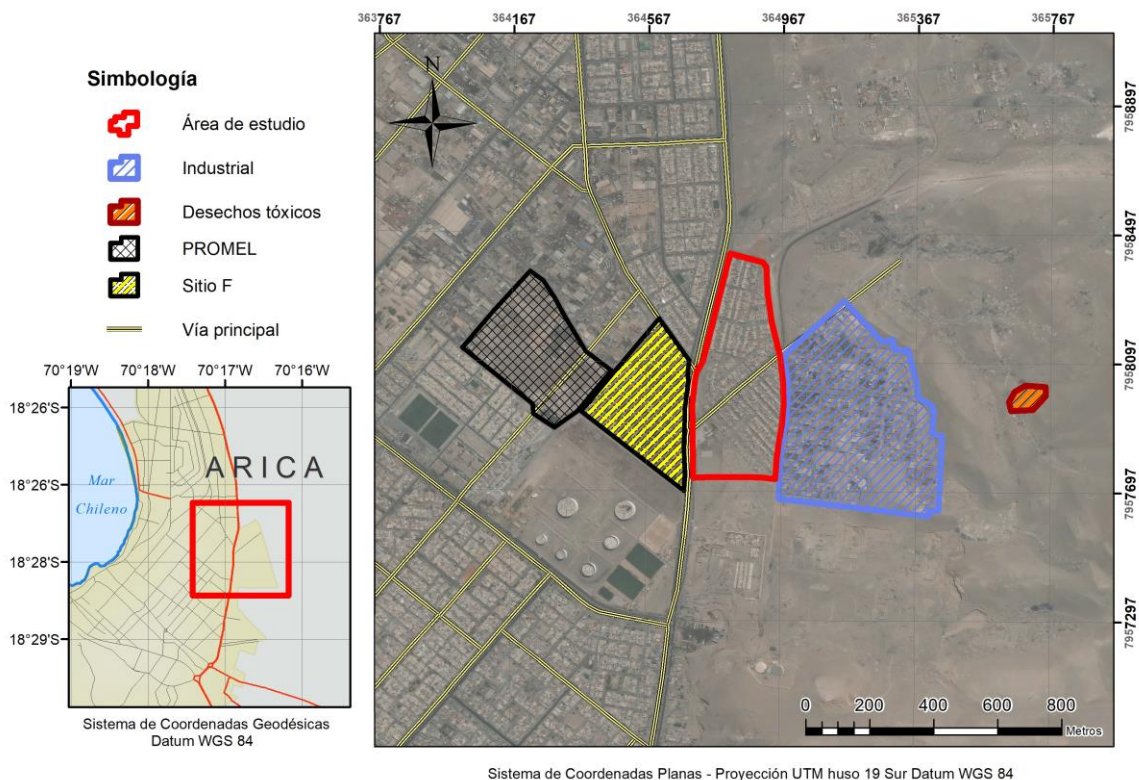 363767 364167 364567 364967 365367 365767
N
Simbología
Área de estudio
Industrial
Desechos tóxicos
PROMEL
Sitio F
Vía principal
7958897
7958497
7958097
7957697
7957297
70°19'W 70°18'W 70°17'W 70°16'W
18°26'S
18°26'S
18°28'S
18°29'S
ARICA
Mar
Chileno
Sistema de Coordenadas Geodésicas
Datum WGS 84
0 200 400 600 800
Metros
Sistema de Coordenadas Planas - Proyección UTM huso 19 Sur Datum WGS 84